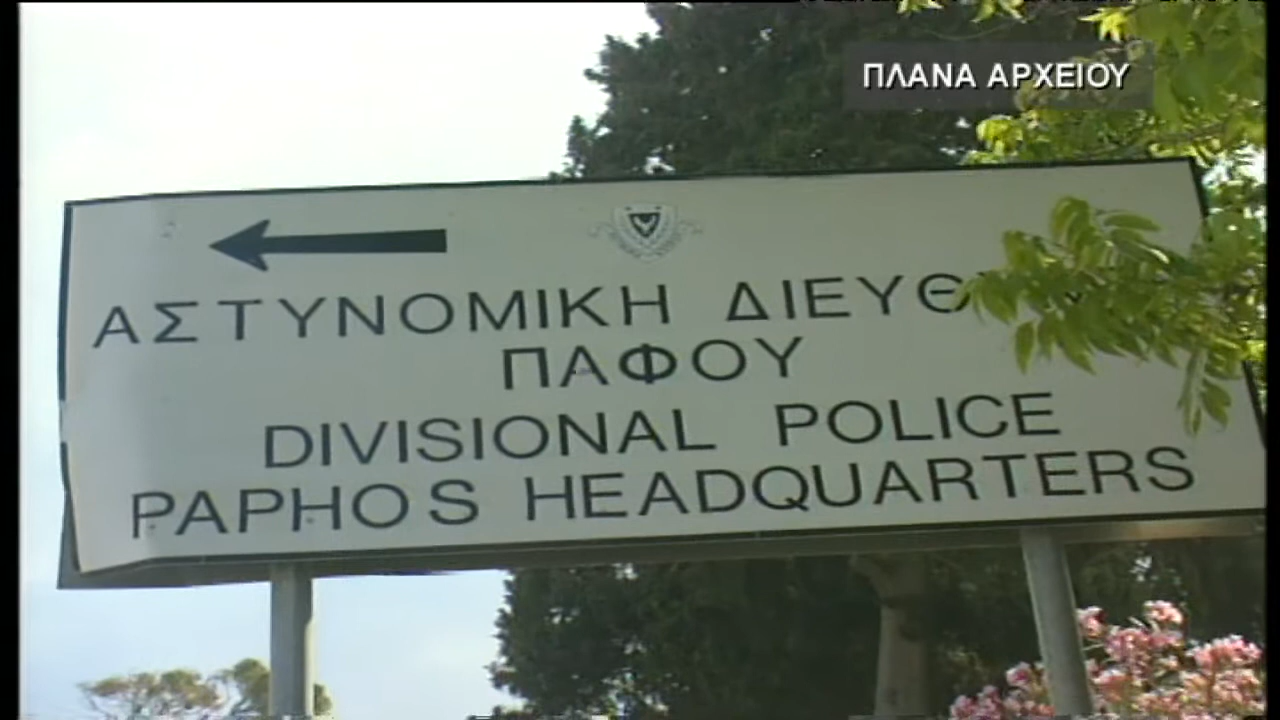 ΠΛΑΝΑ ΑΡΧΕΙΟΥ
ΑΣΤΥΝΟΜΙΚΗ
ΠΑΦΟΥ
DIVISIONAL POLICE
PAPHOS HEADQUARTERS